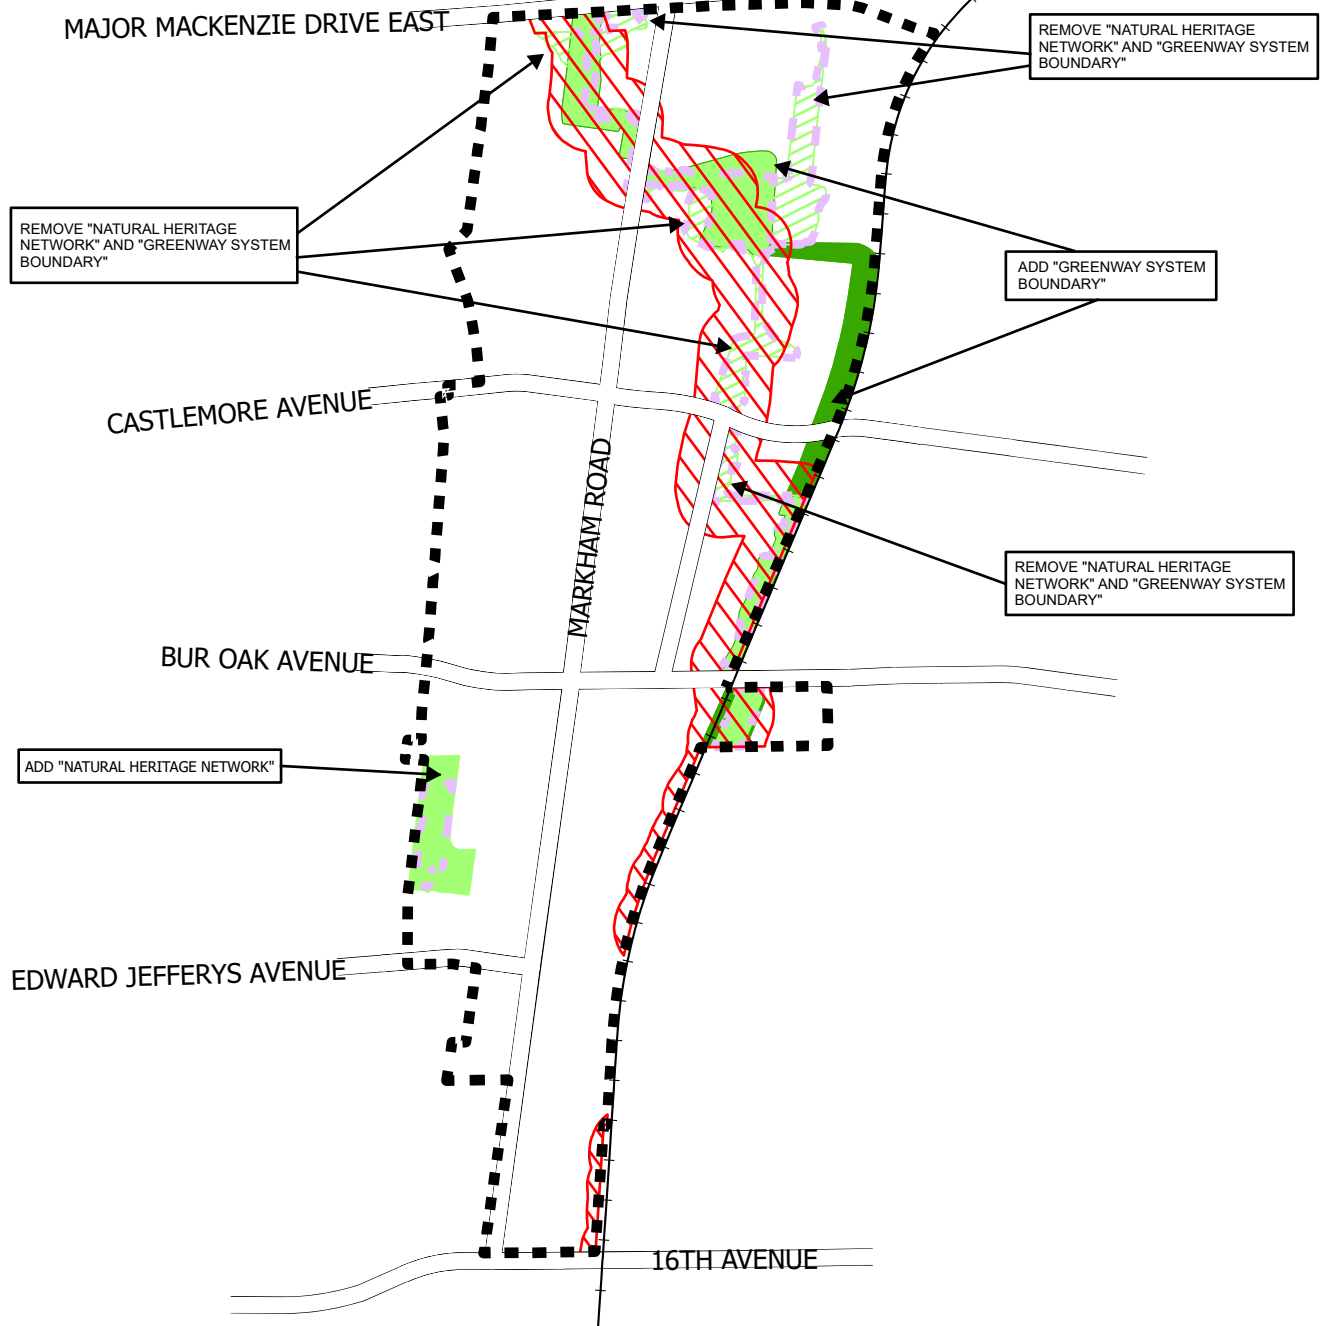 MAJOR MACKENZIE DRIVE EAST
REMOVE "NATURAL HERITAGE
NETWORK" AND "GREENWAY SYSTEM
BOUNDARY"
REMOVE "NATURAL HERITAGE
NETWORK" AND "GREENWAY SYSTEM
BOUNDARY"
ADD "GREENWAY SYSTEM
BOUNDARY"
CASTLEMORE AVENUE
MARKHAM ROAD
REMOVE "NATURAL HERITAGE
NETWORK" AND "GREENWAY SYSTEM
BOUNDARY"
BUR OAK AVENUE
ADD "NATURAL HERITAGE NETWORK"
EDWARD JEFFERYS AVENUE
16TH AVENUE